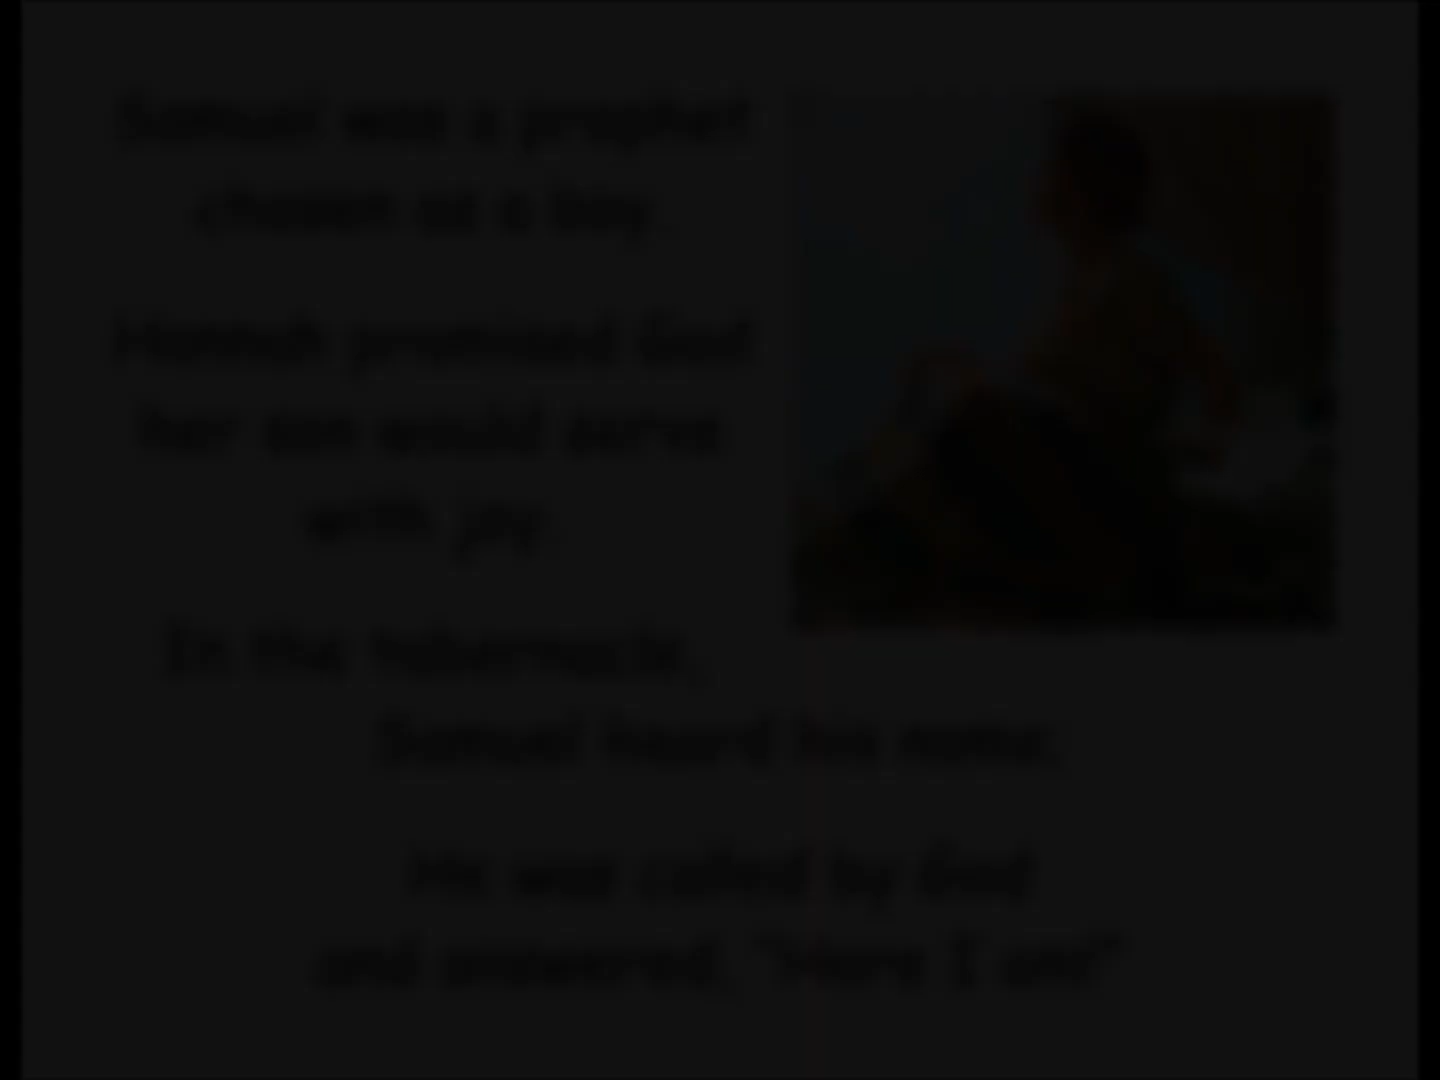 Samuel was a prophet
chosen as a boy
Hannah promised God
her son would serve
with joy
In the tabernacle,
Samuel heard his name,
He was called by God
and answered, "Here I am!"